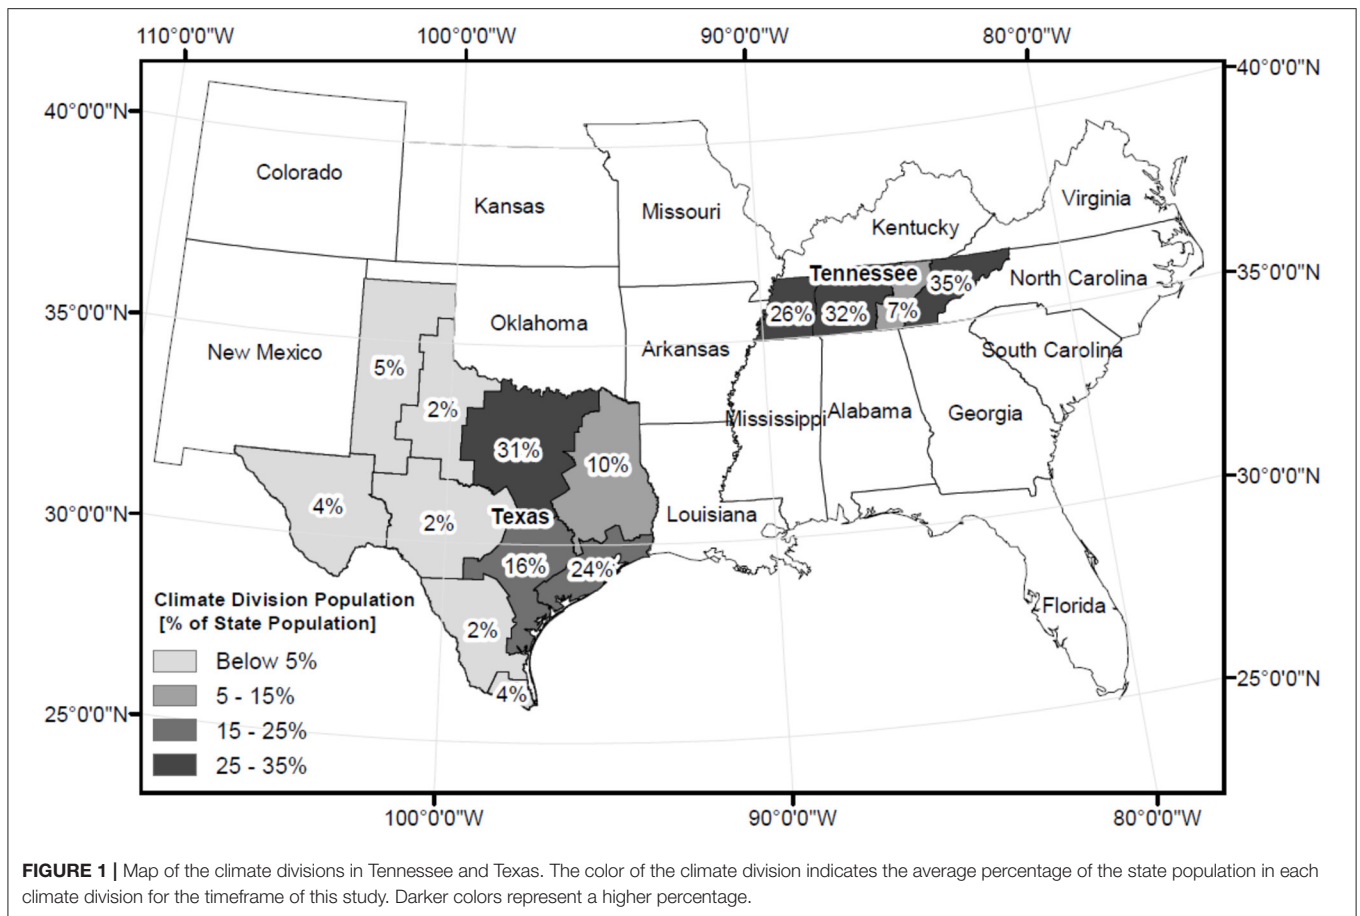 110°0'0"W 100°0'0"W 90°0'0"W 80°0'0"W
40°0'0"N 40°0'0"N
35°0'0"N 35°0'0"N
30°0'0"N 30°0'0"N
25°0'0"N 25°0'0"N
100°0'0"W 90°0'0"W 80°0'0"W
Colorado
Kansas
Missouri
Kentucky
Virginia
Tennessee
North Carolina
35%
26% 32% 7%
New Mexico
Oklahoma
Arkansas
South Carolina
Mississippi
Alabama
Georgia
5%
2%
31%
10%
4%
2%
Texas
Louisiana
16%
24%
2%
4%
Florida
Climate Division Population
[% of State Population]
Below 5%
5 - 15%
15 - 25%
25 - 35%
FIGURE 1 | Map of the climate divisions in Tennessee and Texas. The color of the climate division indicates the average percentage of the state population in each
climate division for the timeframe of this study. Darker colors represent a higher percentage.